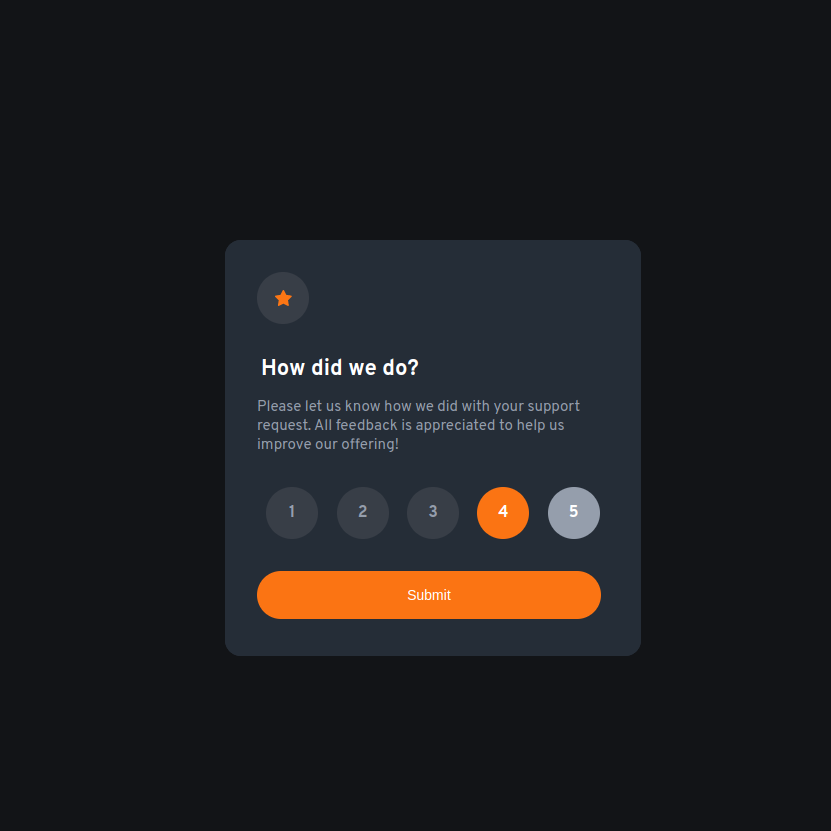 How did we do?
Please let us know how we did with your support
request. All feedback is appreciated to help us
improve our offering!
1 2 3 4 5
Submit